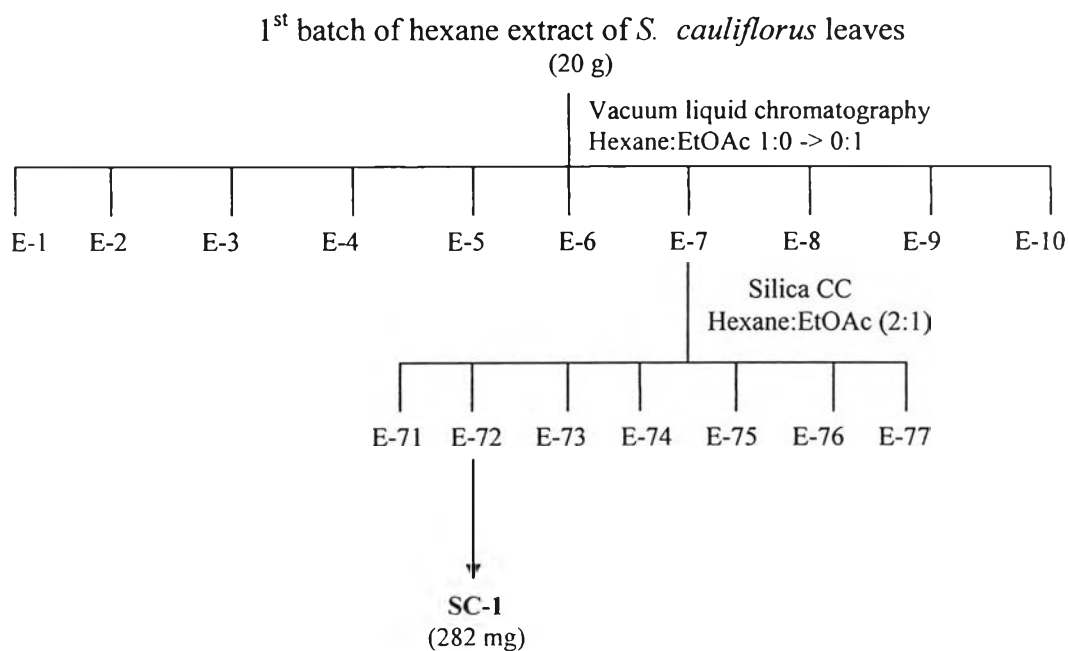 1st batch of hexane extract of S. cauliflorus leaves
(20 g)
Vacuum liquid chromatography
Hexane:EtOAc 1:0 -> 0:1
E-1 E-2 E-3 E-4 E-5 E-6 E-7 E-8 E-9 E-10
Silica CC
Hexane:EtOAc (2:1)
E-71 E-72 E-73 E-74 E-75 E-76 E-77
SC-1
(282 mg)